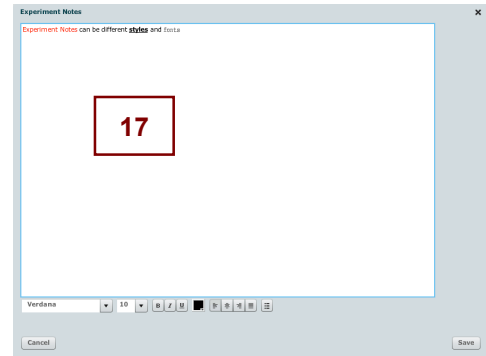 Experiment Notes
Experiment Notes can be different styles and fonts
17
Verdana 10 B I U
Cancel Save